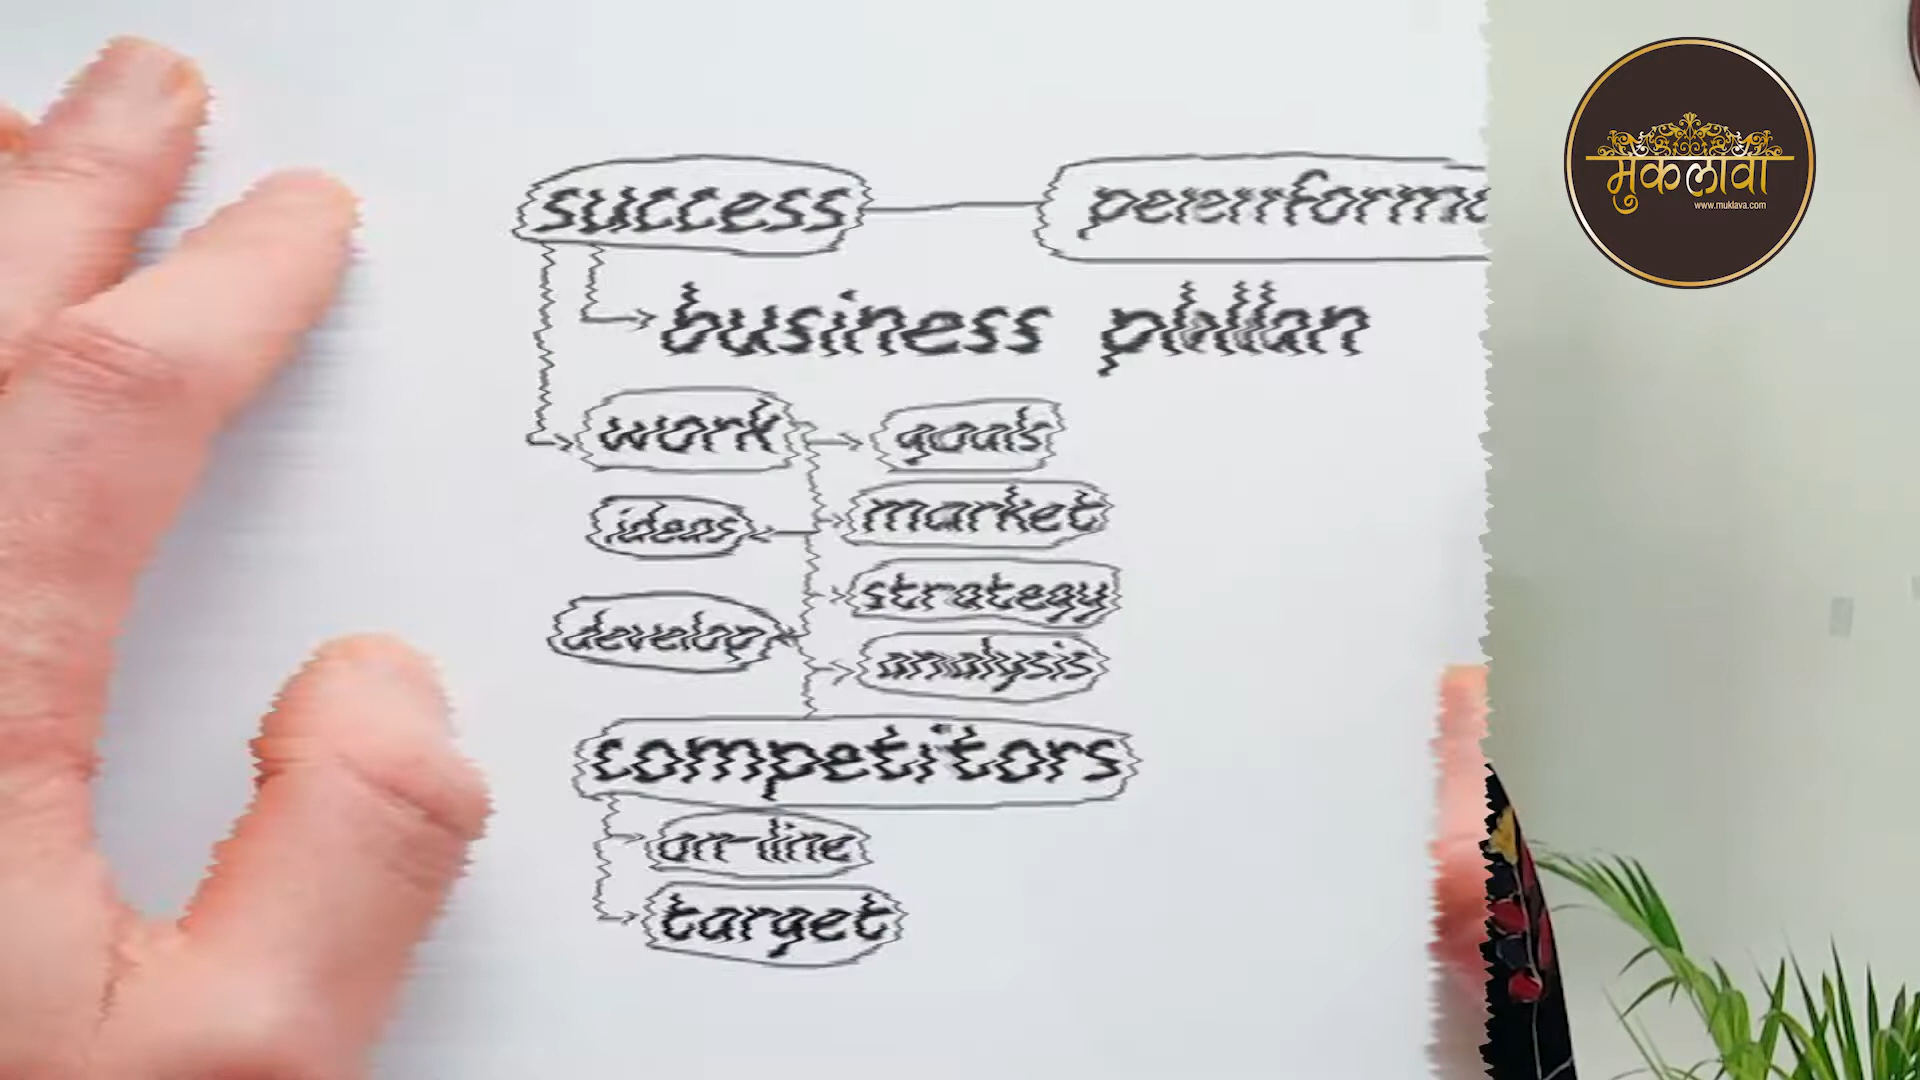 success
business plan
work
goals
ideas
market
strategy
develop
analysis
competitors
on-line
target
मुकलावा
www.muklava.com